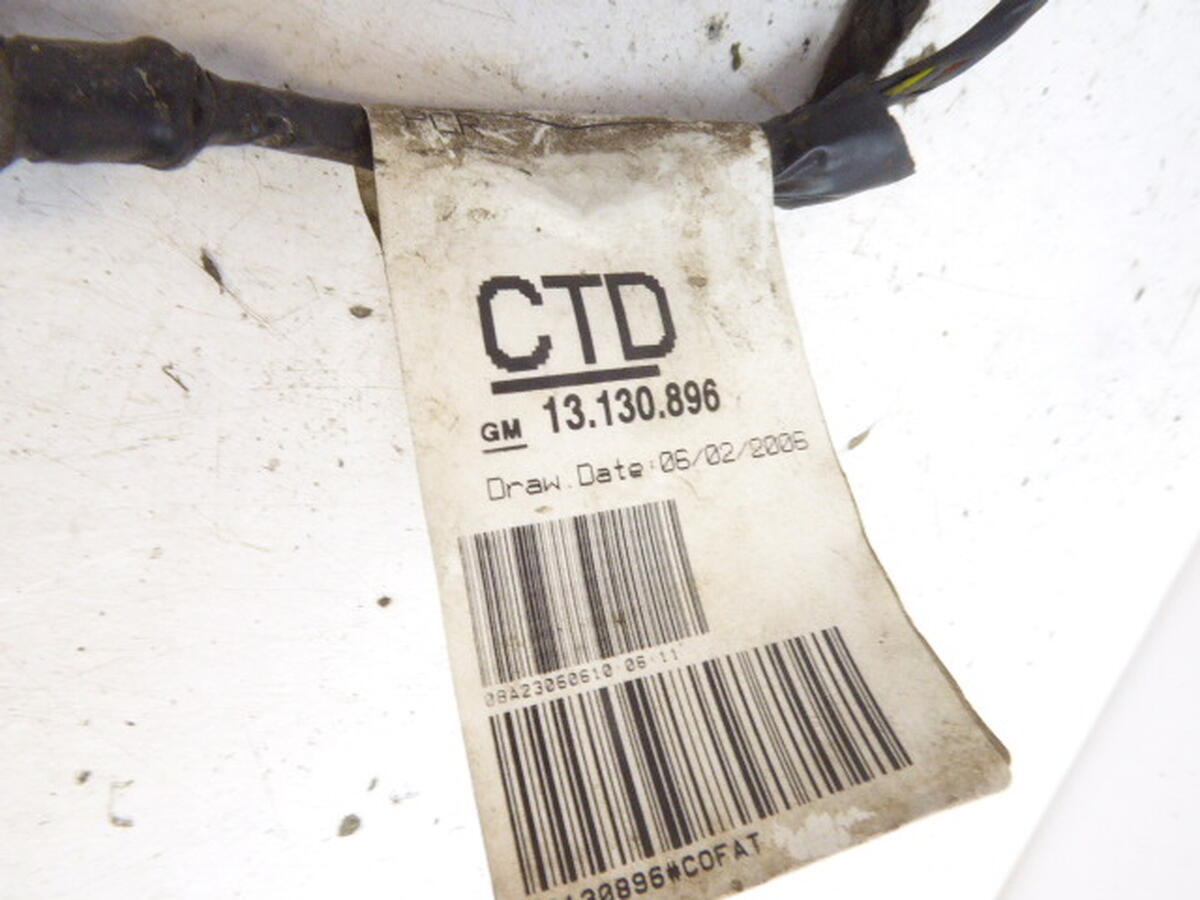 CTD
GM 13.130.896
Draw.Date:06/02/2006
08A23060610 06:11
130896#COFAT